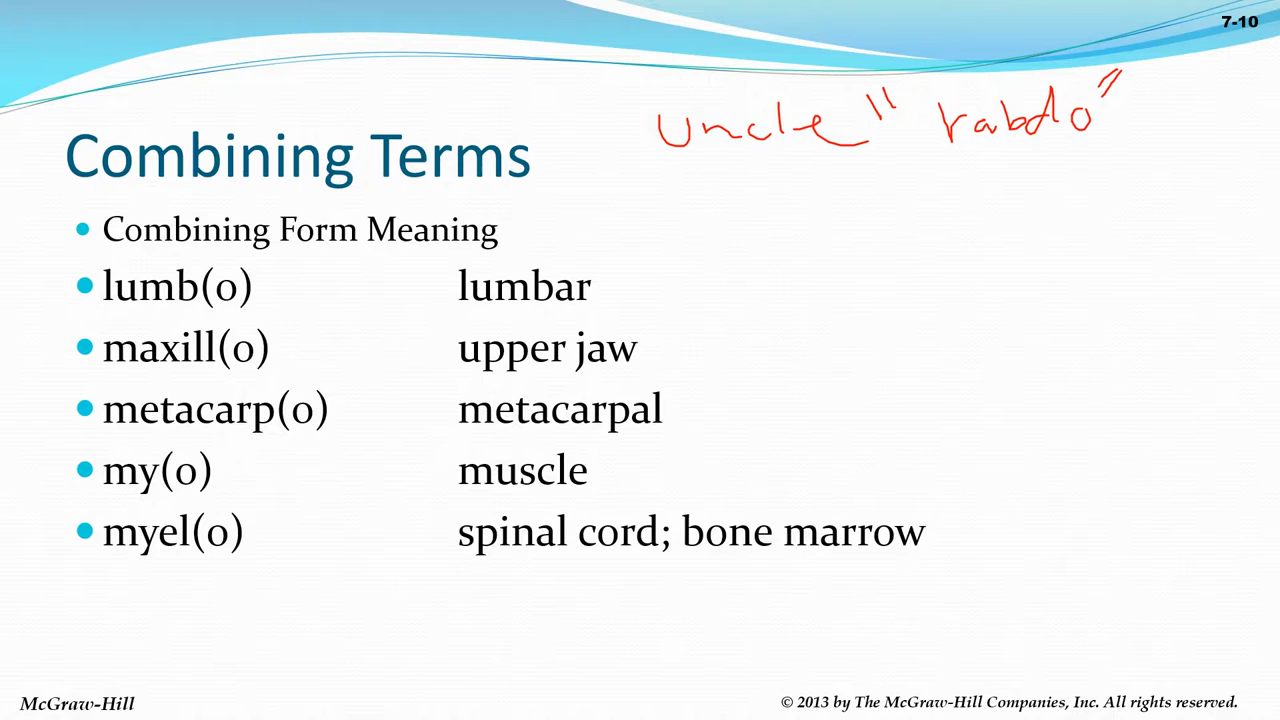 7-10
Uncle " rabdo "
Combining Terms
• Combining Form Meaning
• lumb(o) lumbar
• maxill(o) upper jaw
• metacarp(o) metacarpal
• my(o) muscle
• myel(o) spinal cord; bone marrow
McGraw-Hill
© 2013 by The McGraw-Hill Companies, Inc. All rights reserved.